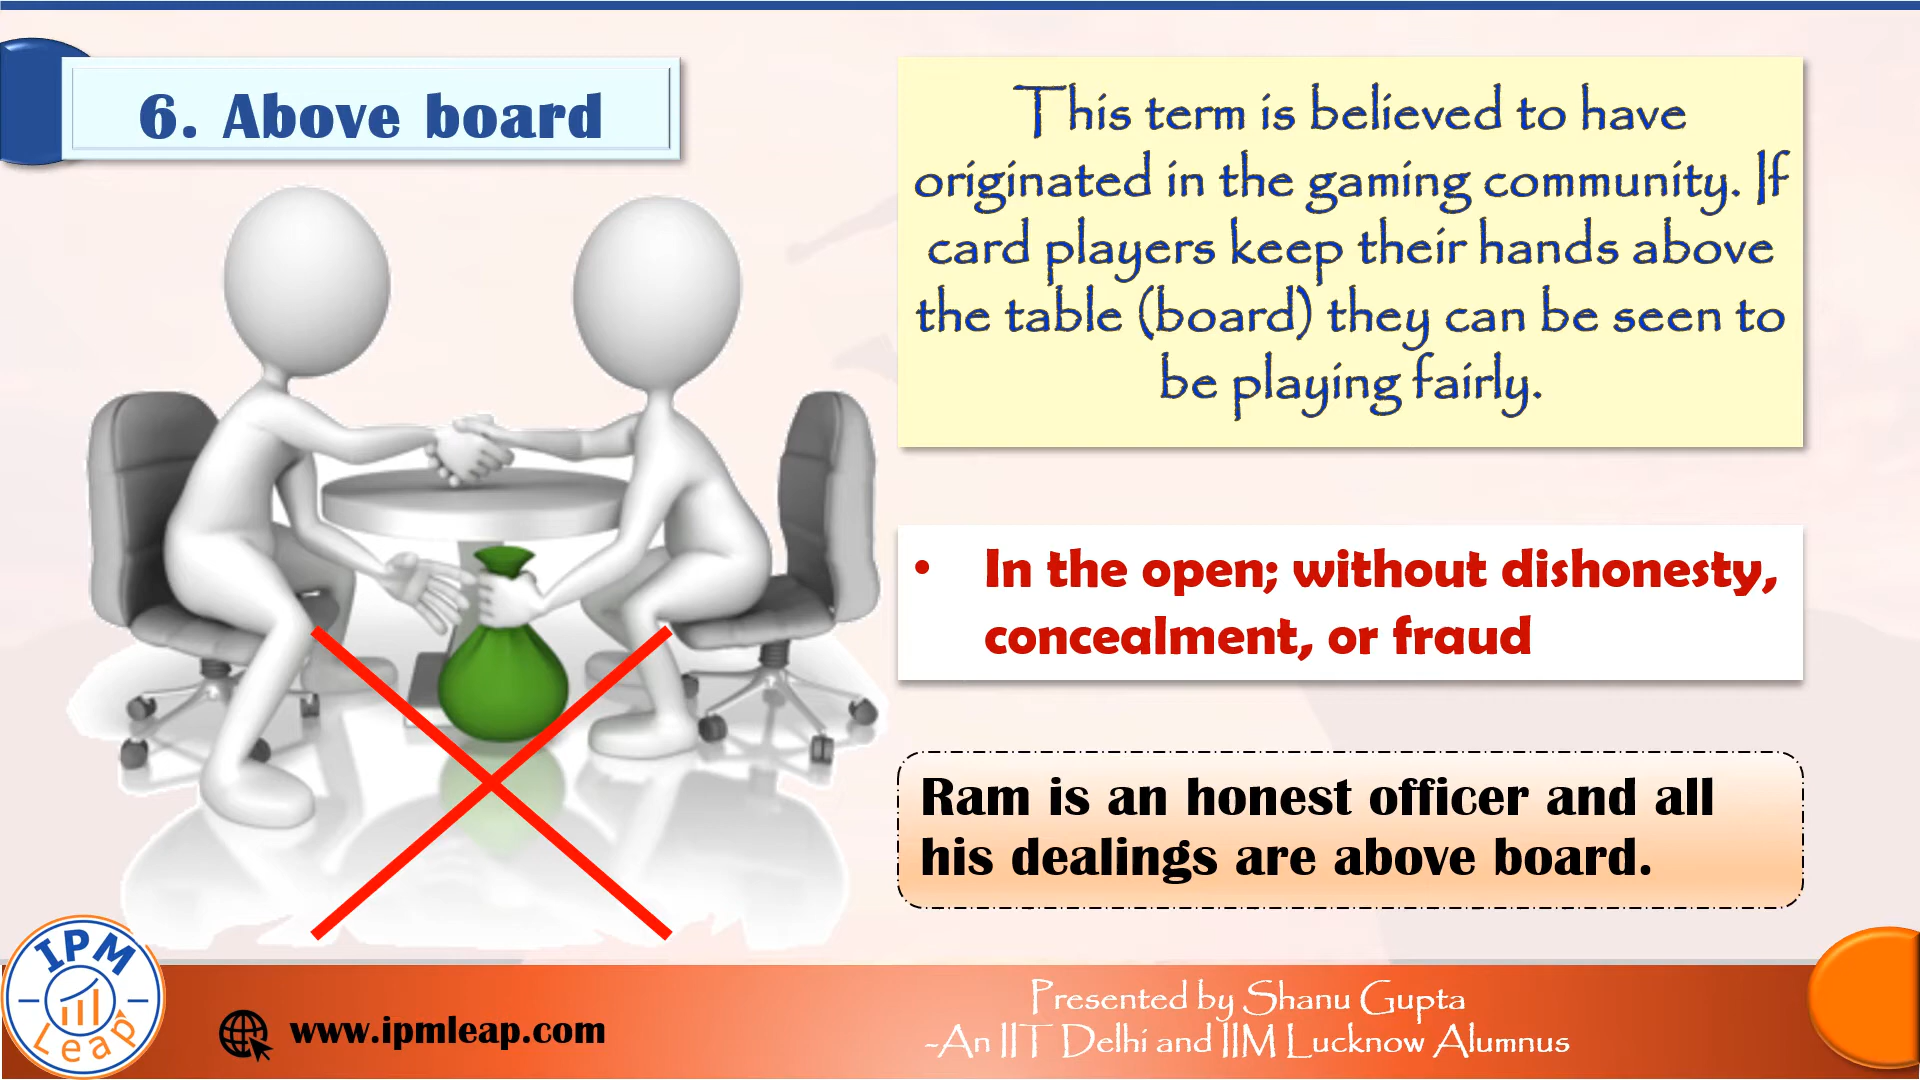 6. Above board
This term is believed to have
originated in the gaming community. If
card players keep their hands above
the table (board) they can be seen to
be playing fairly.
• In the open; without dishonesty,
concealment, or fraud
Ram is an honest officer and all
his dealings are above board.
IPM
Leap
www.ipmleap.com
Presented by Shanu Gupta
-An IIT Delhi and IIM Lucknow Alumnus